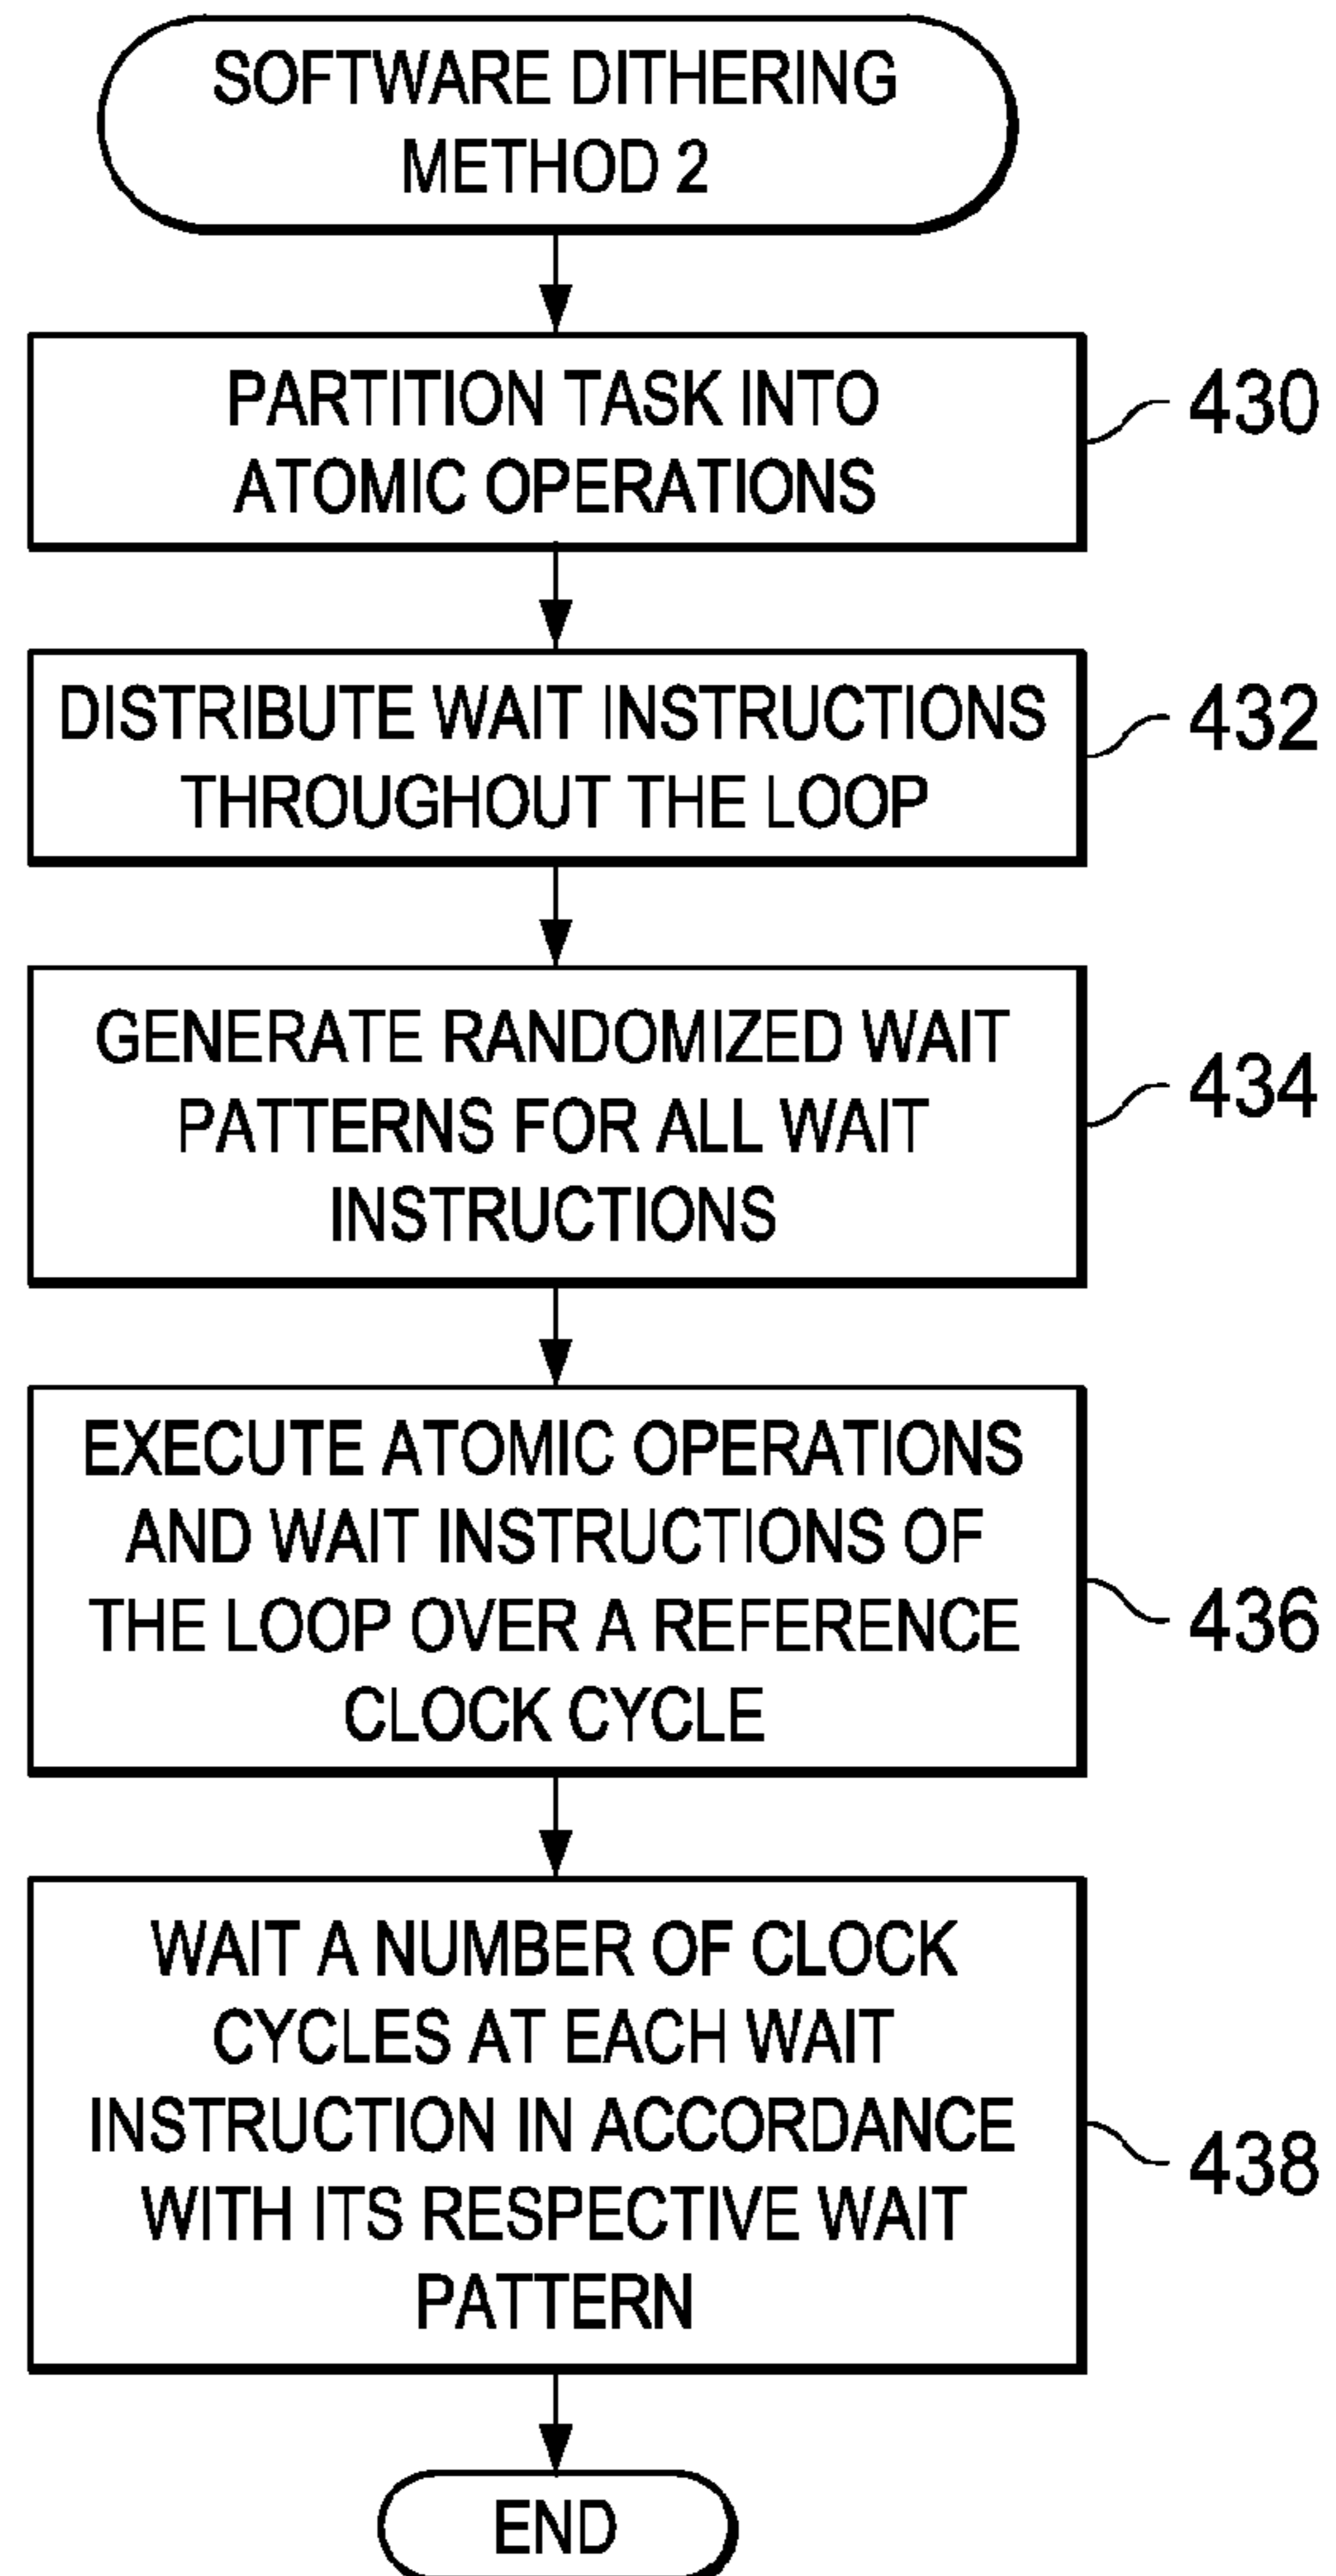 SOFTWARE DITHERING
METHOD 2
PARTITION TASK INTO
ATOMIC OPERATIONS
430
DISTRIBUTE WAIT INSTRUCTIONS
THROUGHOUT THE LOOP
432
GENERATE RANDOMIZED WAIT
PATTERNS FOR ALL WAIT
INSTRUCTIONS
434
EXECUTE ATOMIC OPERATIONS
AND WAIT INSTRUCTIONS OF
THE LOOP OVER A REFERENCE
CLOCK CYCLE
436
WAIT A NUMBER OF CLOCK
CYCLES AT EACH WAIT
INSTRUCTION IN ACCORDANCE
WITH ITS RESPECTIVE WAIT
PATTERN
438
END